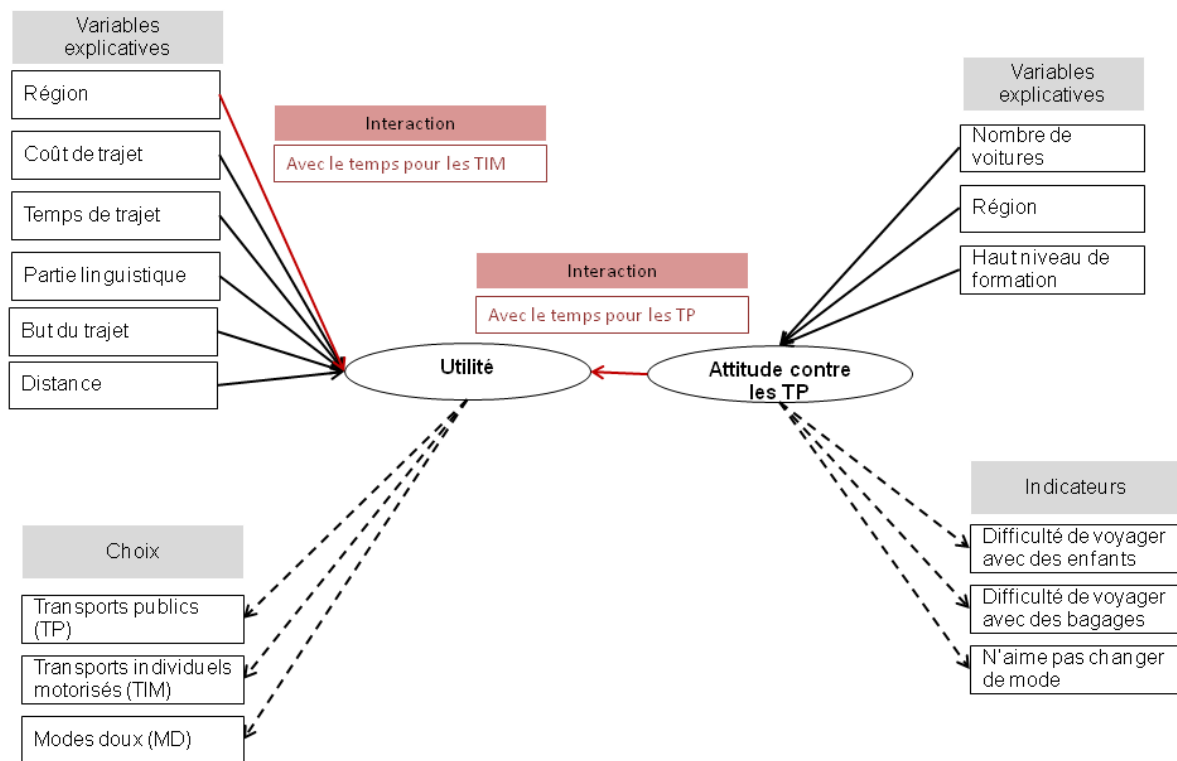 Variables
explicatives
Région
Coût de trajet
Temps de trajet
Partie linguistique
But du trajet
Distance
Interaction
Avec le temps pour les TIM
Interaction
Avec le temps pour les TP
Variables
explicatives
Nombre de
voitures
Région
Haut niveau de
formation
Utilité
Attitude contre
les TP
Choix
Transports publics
(TP)
Transports individuels
motorisés (TIM)
Modes doux (MD)
Indicateurs
Difficulté de voyager
avec des enfants
Difficulté de voyager
avec des bagages
N'aime pas changer
de mode